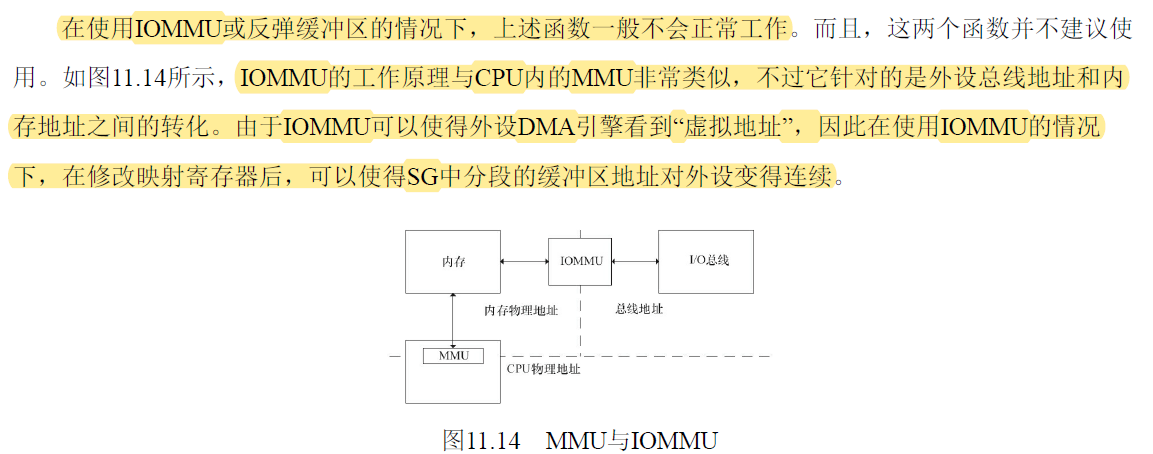 在使用IOMMU或反弹缓冲区的情况下，上述函数一般不会正常工作。而且，这两个函数并不建议使
用。如图11.14所示，IOMMU的工作原理与CPU内的MMU非常类似，不过它针对的是外设总线地址和内
存地址之间的转化。由于IOMMU可以使得外设DMA引擎看到“虚拟地址”，因此在使用IOMMU的情况
下，在修改映射寄存器后，可以使得SG中分段的缓冲区地址对外设变得连续。
内存
IOMMU
I/O总线
内存物理地址
总线地址
MMU
CPU物理地址
图11.14 MMU与IOMMU